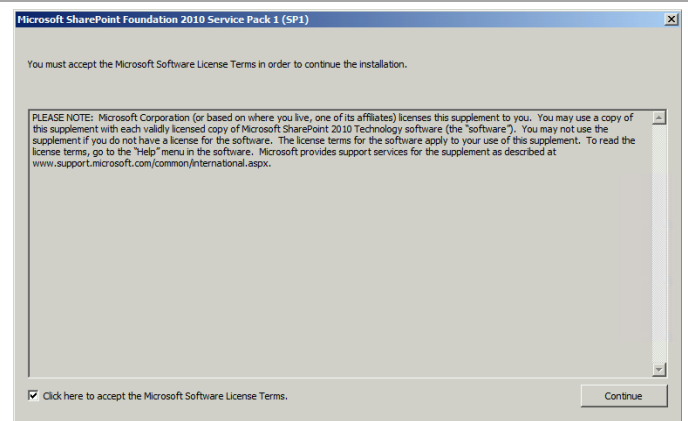 Microsoft SharePoint Foundation 2010 Service Pack 1 (SP1)
You must accept the Microsoft Software License Terms in order to continue the installation.
PLEASE NOTE:  Microsoft Corporation (or based on where you live, one of its affiliates) licenses this supplement to you.  You may use a copy of
this supplement with each validly licensed copy of Microsoft SharePoint 2010 Technology software (the "software").  You may not use the
supplement if you do not have a license for the software.  The license terms for the software apply to your use of this supplement.  To read the
license terms, go to the "Help" menu in the software.  Microsoft provides support services for the supplement as described at
www.support.microsoft.com/common/international.aspx.
Click here to accept the Microsoft Software License Terms.
Continue